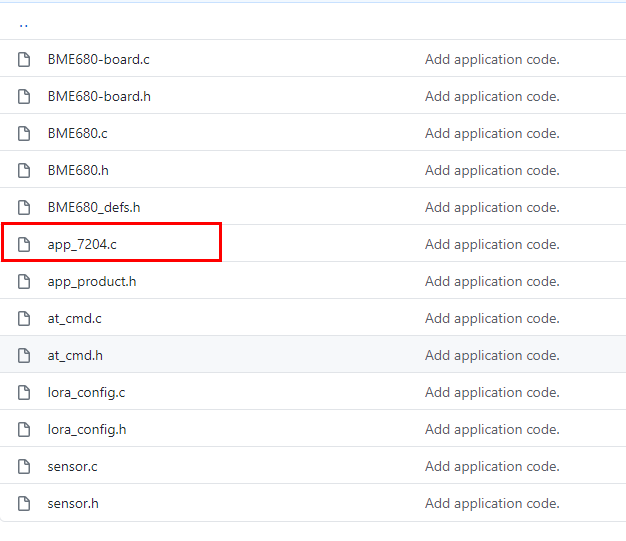 ..
BME680-board.c Add application code.
BME680-board.h Add application code.
BME680.c Add application code.
BME680.h Add application code.
BME680_defs.h Add application code.
app_7204.c Add application code.
app_product.h Add application code.
at_cmd.c Add application code.
at_cmd.h Add application code.
lora_config.c Add application code.
lora_config.h Add application code.
sensor.c Add application code.
sensor.h Add application code.